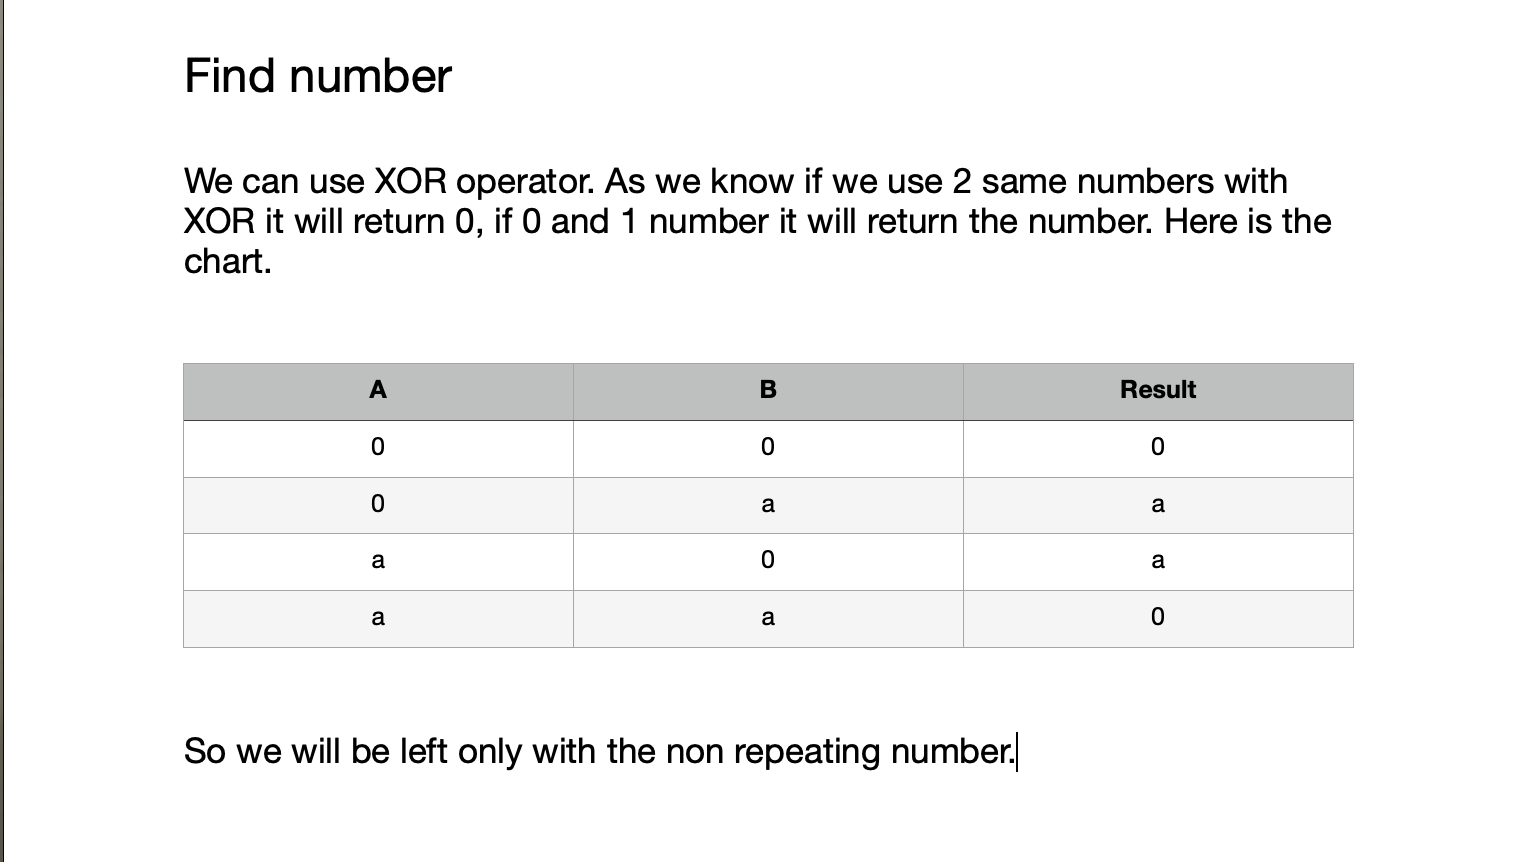 Find number
We can use XOR operator. As we know if we use 2 same numbers with
XOR it will return 0, if 0 and 1 number it will return the number. Here is the
chart.
A B Result
0 0 0
0 a a
a 0 a
a a 0
So we will be left only with the non repeating number.